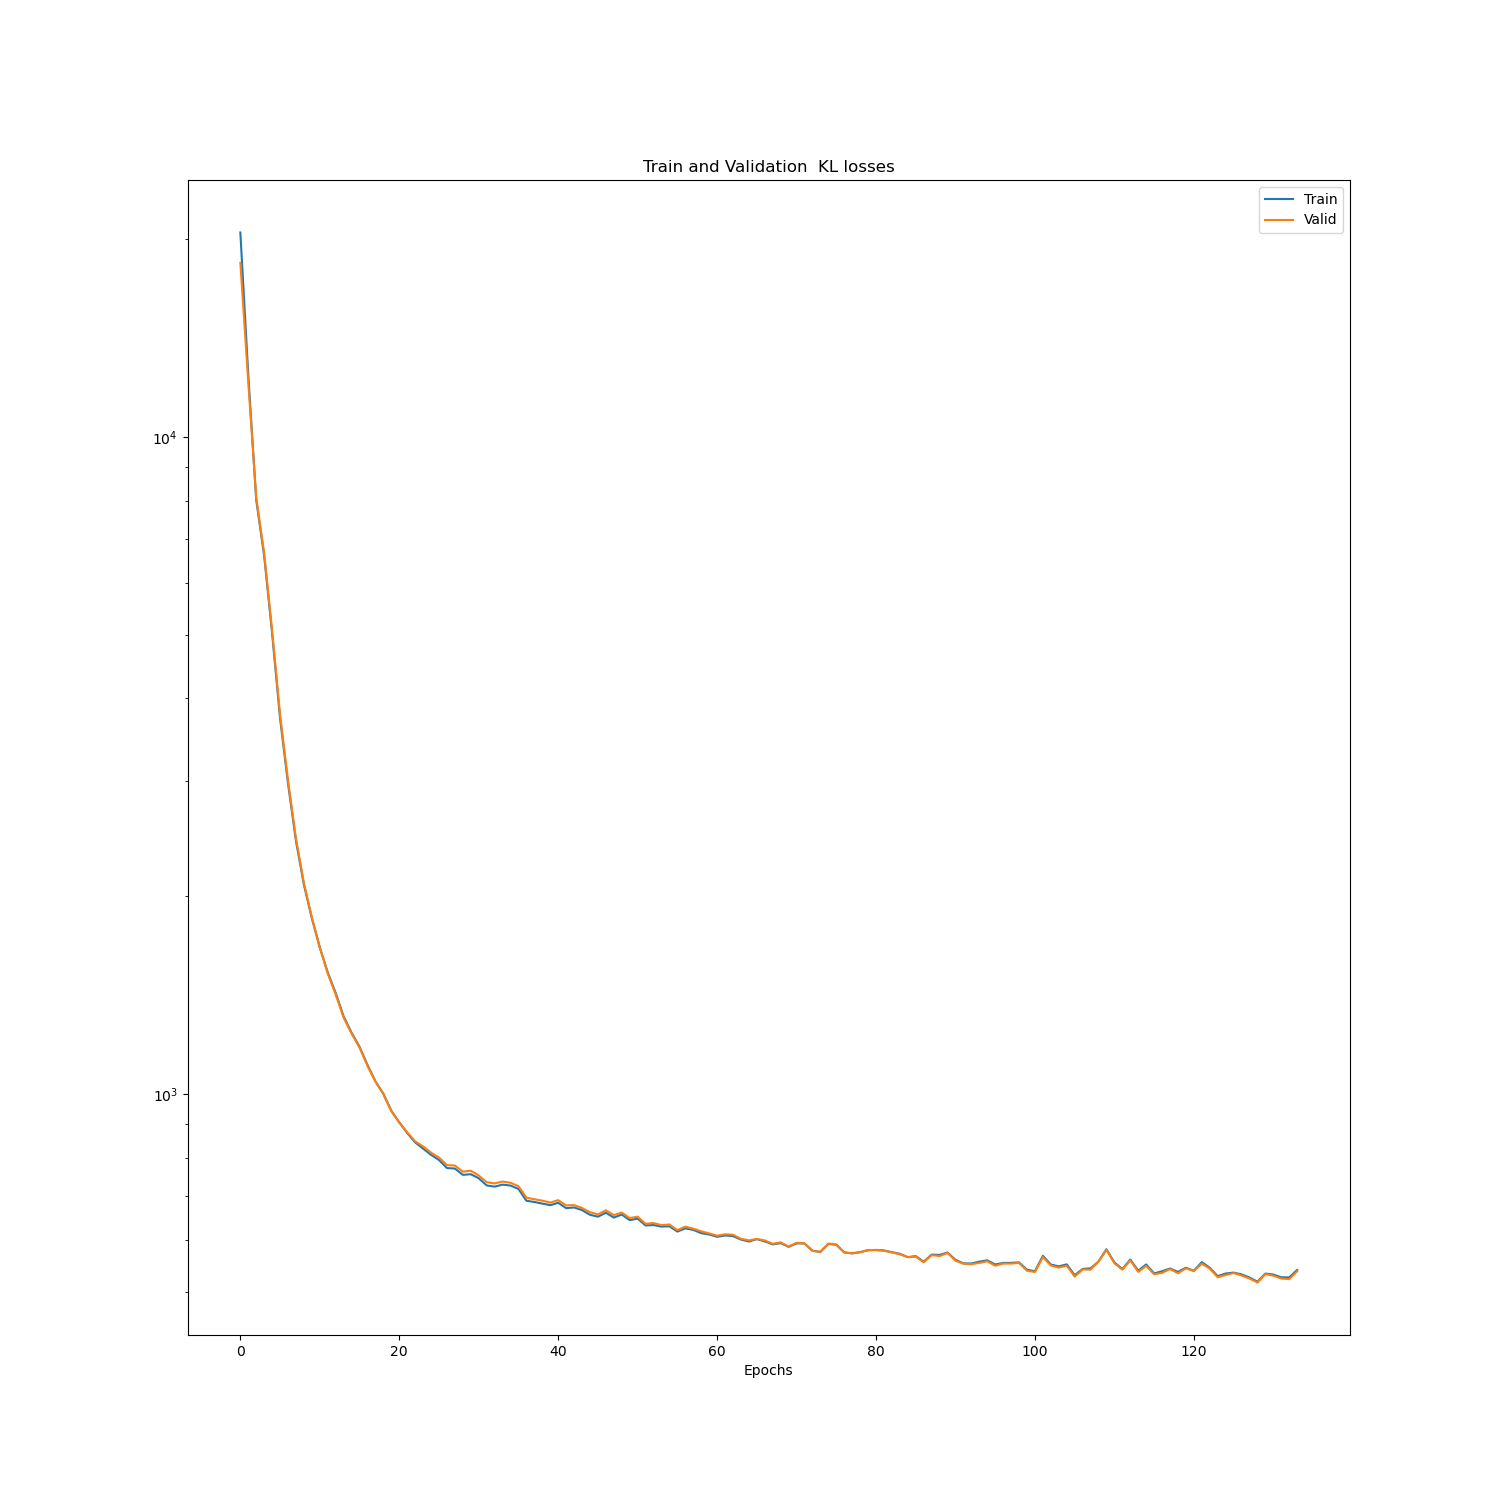 Train and Validation  KL losses
Train
Valid
10⁴
10³
0 20 40 60 80 100 120
Epochs